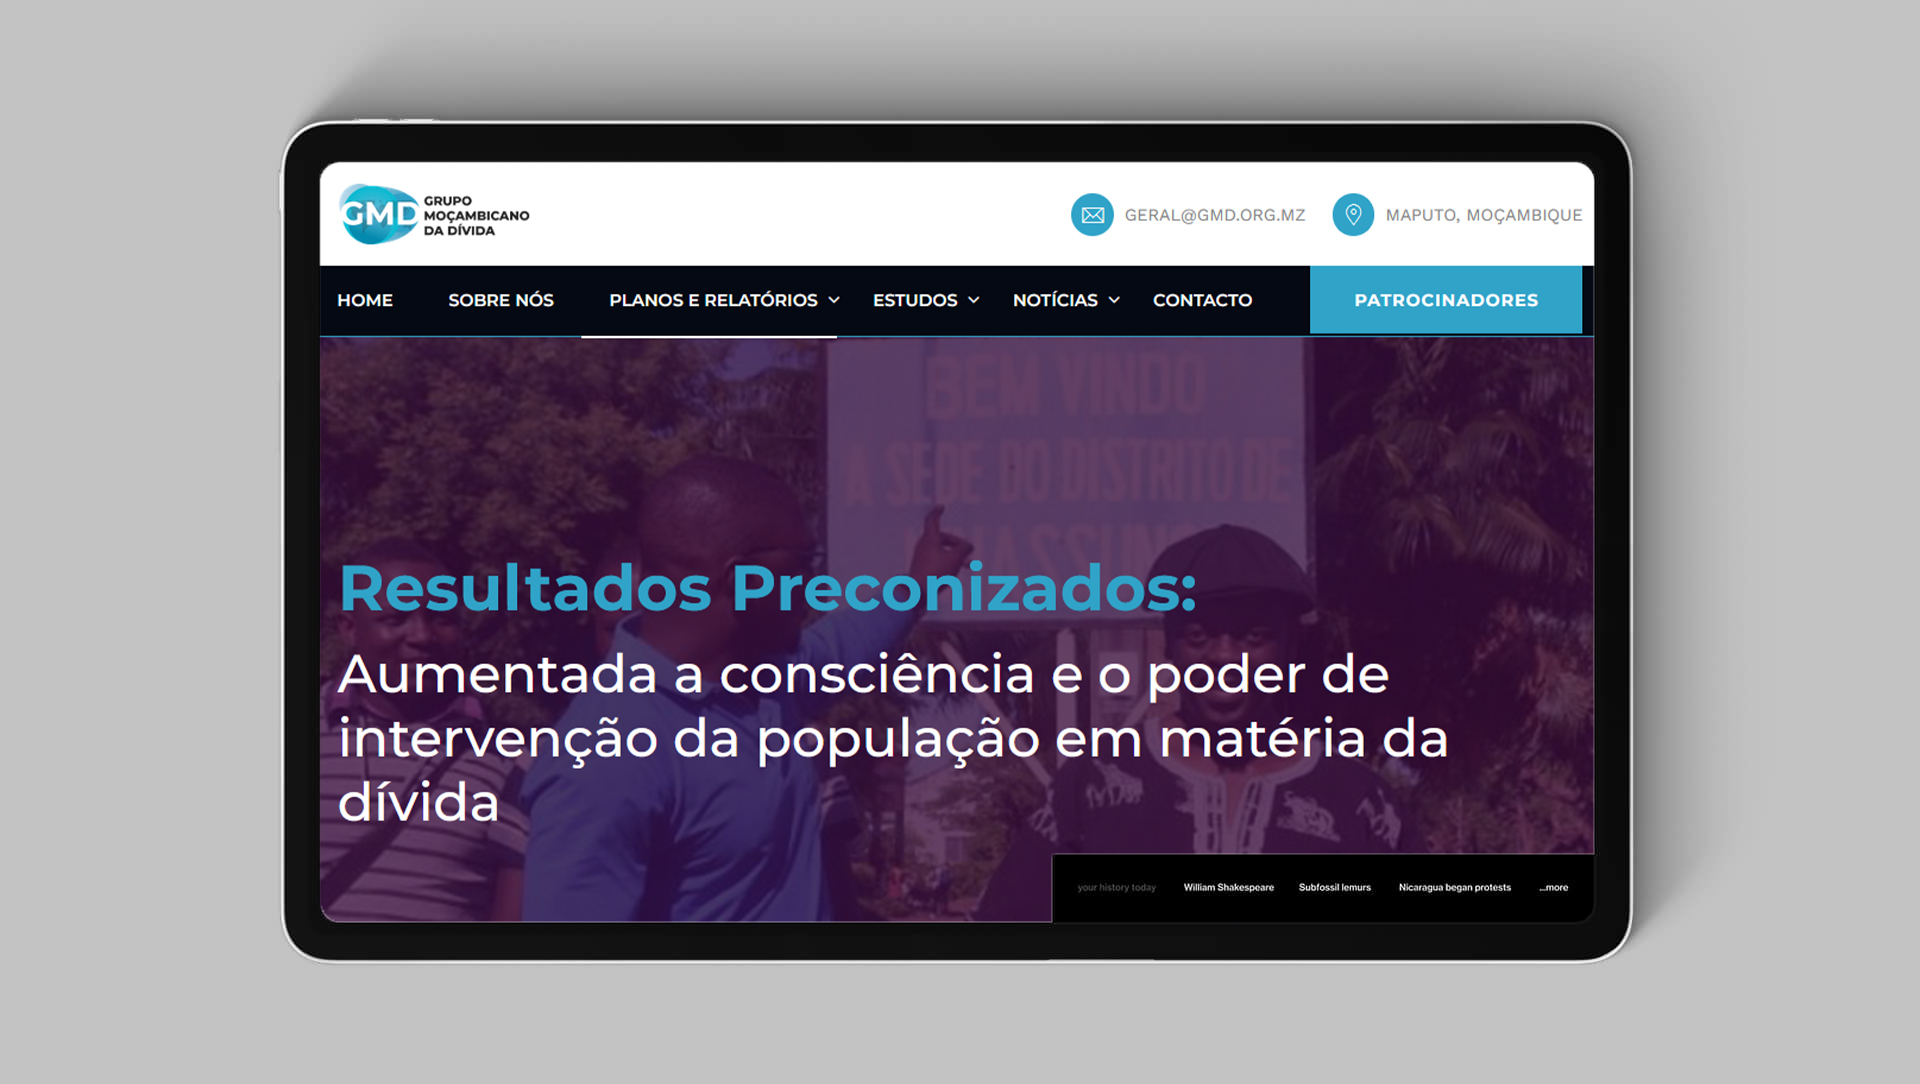 GMD
GRUPO
MOÇAMBICANO
DA DÍVIDA
GERAL@GMD.ORG.MZ
MAPUTO, MOÇAMBIQUE
HOME
SOBRE NÓS
PLANOS E RELATÓRIOS
ESTUDOS
NOTÍCIAS
CONTACTO
PATROCINADORES
BEM VINDO
A SEDE DO DISTRITO DE
Resultados Preconizados:
Aumentada a consciência e o poder de
intervenção da população em matéria da
dívida
your history today
William Shakespeare
Subfossil lemurs
Nicaragua began protests
...more